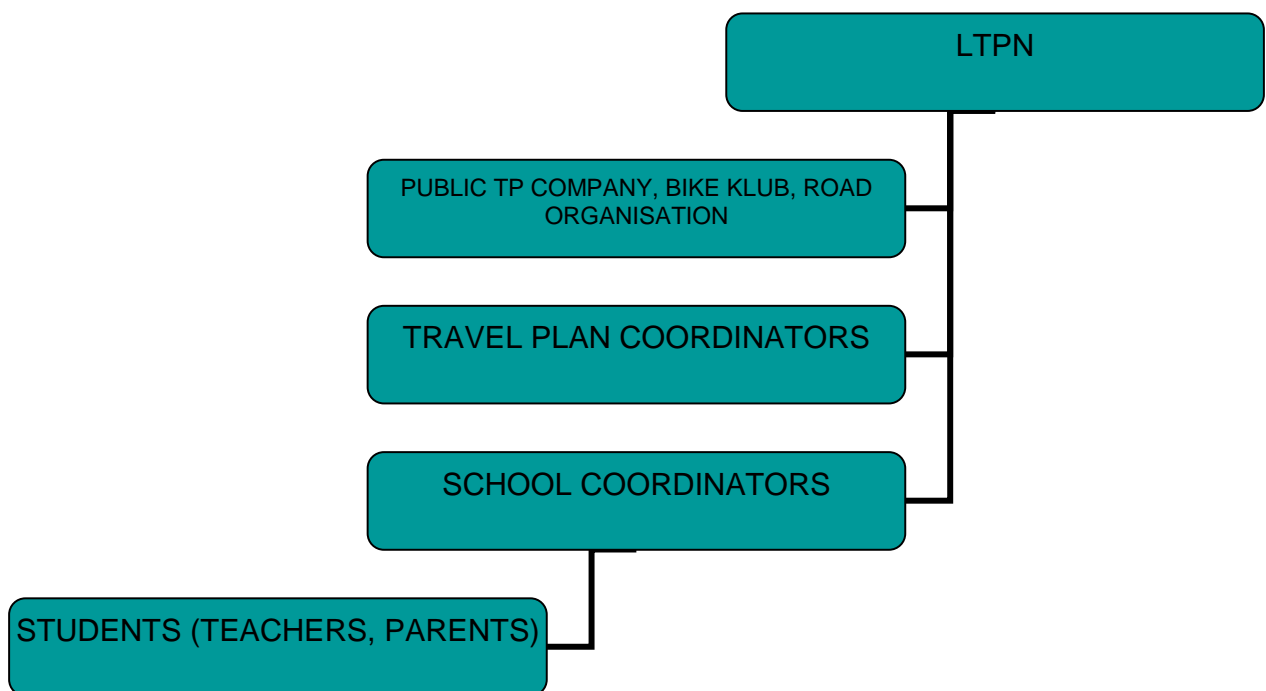 LTPN
PUBLIC TP COMPANY, BIKE KLUB, ROAD
ORGANISATION
TRAVEL PLAN COORDINATORS
SCHOOL COORDINATORS
STUDENTS (TEACHERS, PARENTS)